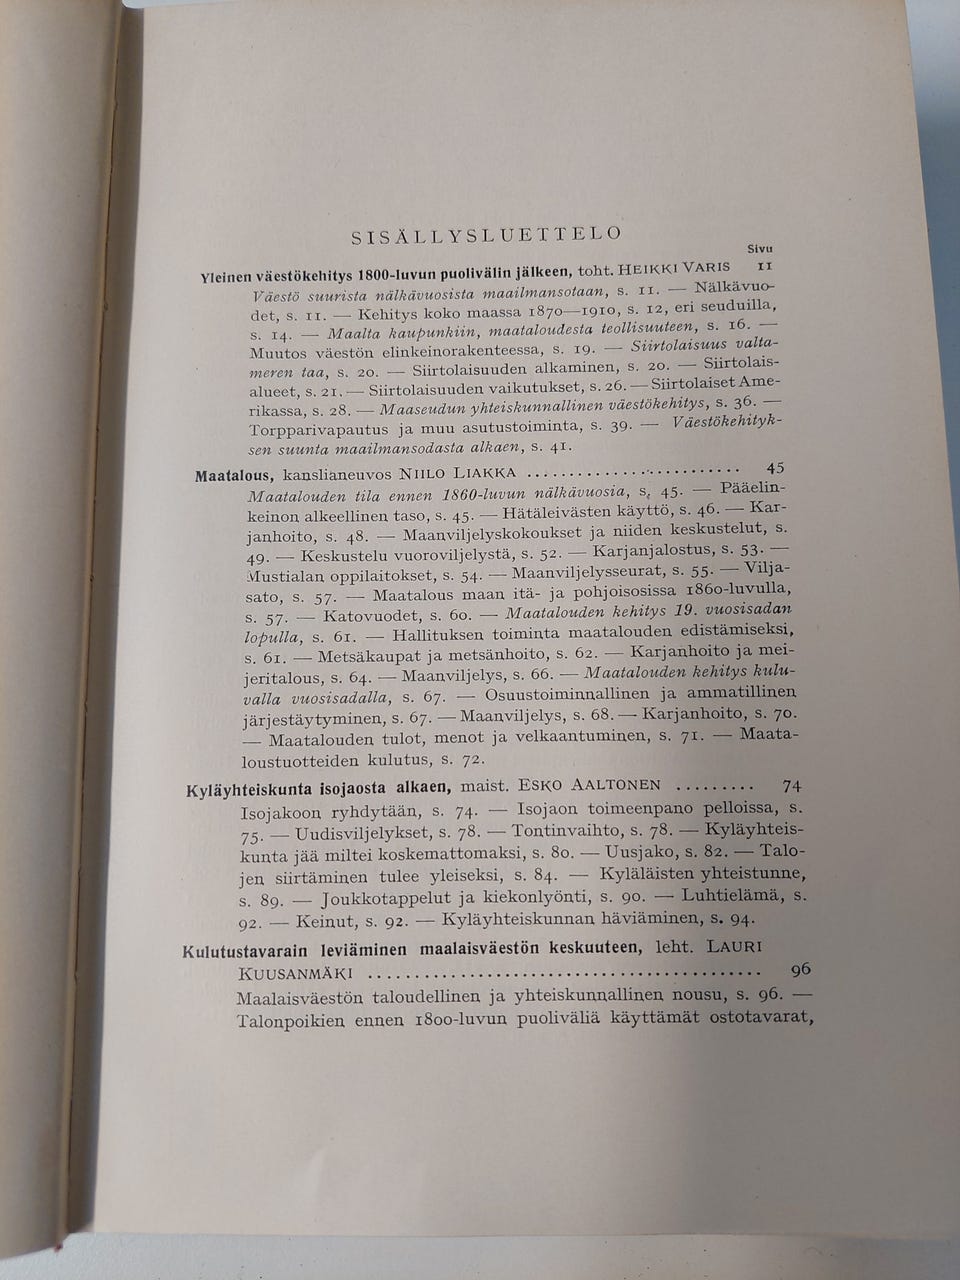 SISÄLLYSLUETTELO
Sivu
Yleinen väestökehitys 1800-luvun puolivälin jälkeen, toht. HEIKKI VARIS 11
Väestö suurista nälkävuosista maailmansotaan, s. 11. — Nälkävuo-
det, s. 11. — Kehitys koko maassa 1870—1910, s. 12, eri seuduilla,
s. 14. — Maalta kaupunkiin, maataloudesta teollisuuteen, s. 16. —
Muutos väestön elinkeinorakenteessa, s. 19. — Siirtolaisuus valta-
meren taa, s. 20. — Siirtolaisuuden alkaminen, s. 20. — Siirtolais-
alueet, s. 21. — Siirtolaisuuden vaikutukset, s. 26. — Siirtolaiset Ame-
rikassa, s. 28. — Maaseudun yhteiskunnallinen väestökehitys, s. 36. —
Torpparivapautus ja muu asutustoiminta, s. 39. — Väestökehityk-
sen suunta maailmansodasta alkaen, s. 41.
Maatalous, kanslianeuvos NIILO LIAKKA .......................... 45
Maatalouden tila ennen 1860-luvun nälkävuosia, s. 45. — Pääelin-
keinon alkeellinen taso, s. 45. — Hätäleivästen käyttö, s. 46. — Kar-
janhoito, s. 48. — Maanviljelyskokoukset ja niiden keskustelut, s.
49. — Keskustelu vuoroviljelystä, s. 52. — Karjanjalostus, s. 53. —
Mustialan oppilaitokset, s. 54. — Maanviljelysseurat, s. 55. — Vilja-
sato, s. 57. — Maatalous maan itä- ja pohjoisosissa 1860-luvulla,
s. 57. — Katovuodet, s. 60. — Maatalouden kehitys 19. vuosisadan
lopulla, s. 61. — Hallituksen toiminta maatalouden edistämiseksi,
s. 61. — Metsäkaupat ja metsänhoito, s. 62. — Karjanhoito ja mei-
jeritalous, s. 64. — Maanviljelys, s. 66. — Maatalouden kehitys kulu-
valla vuosisadalla, s. 67. — Osuustoiminnallinen ja ammatillinen
järjestäytyminen, s. 67. — Maanviljelys, s. 68. — Karjanhoito, s. 70.
— Maatalouden tulot, menot ja velkaantuminen, s. 71. — Maata-
loustuotteiden kulutus, s. 72.
Kyläyhteiskunta isojaosta alkaen, maist. ESKO AALTONEN ......... 74
Isojakoon ryhdytään, s. 74. — Isojaon toimeenpano pelloissa, s.
75. — Uudisviljelykset, s. 78. — Tontinvaihto, s. 78. — Kyläyhteis-
kunta jää miltei koskemattomaksi, s. 80. — Uusjako, s. 82. — Talo-
jen siirtäminen tulee yleiseksi, s. 84. — Kyläläisten yhteistunne,
s. 89. — Joukkotappelut ja kiekonlyönti, s. 90. — Luhtielämä, s.
92. — Keinut, s. 92. — Kyläyhteiskunnan häviäminen, s. 94.
Kulutustavarain leviäminen maalaisväestön keskuuteen, leht. LAURI
KUUSANMÄKI ........................................... 96
Maalaisväestön taloudellinen ja yhteiskunnallinen nousu, s. 96. —
Talonpoikien ennen 1800-luvun puoliväliä käyttämät ostotavarat,